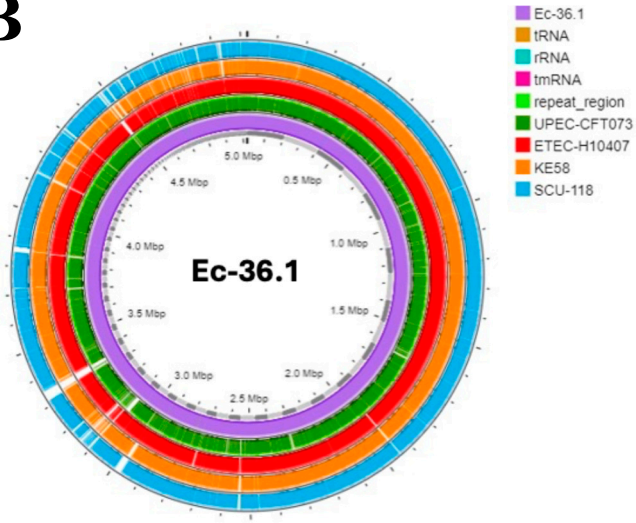 B
Ec-36.1
tRNA
rRNA
tmRNA
repeat_region
UPEC-CFT073
ETEC-H10407
KE58
SCU-118
5.0 Mbp
0.5 Mbp
4.5 Mbp
1.0 Mbp
4.0 Mbp
Ec-36.1
1.5 Mbp
3.5 Mbp
2.0 Mbp
3.0 Mbp
2.5 Mbp